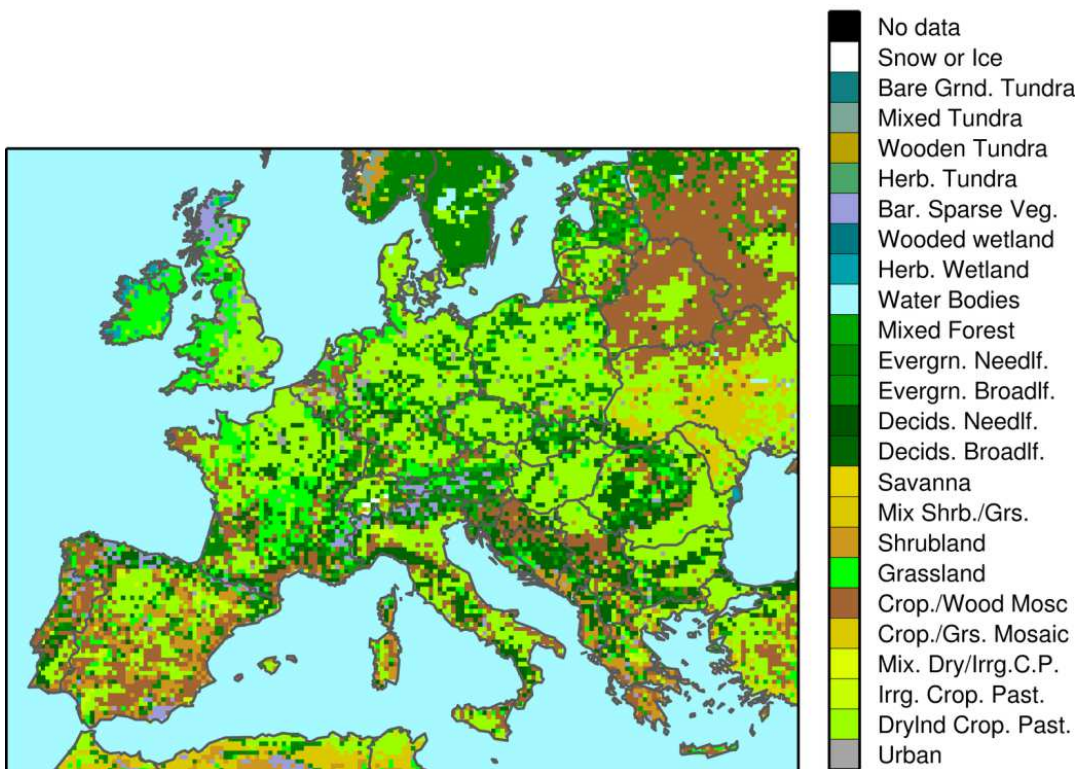 No data
Snow or Ice
Bare Grnd. Tundra
Mixed Tundra
Wooden Tundra
Herb. Tundra
Bar. Sparse Veg.
Wooded wetland
Herb. Wetland
Water Bodies
Mixed Forest
Evergrn. Needlf.
Evergrn. Broadlf.
Decids. Needlf.
Decids. Broadlf.
Savanna
Mix Shrb./Grs.
Shrubland
Grassland
Crop./Wood Mosc
Crop./Grs. Mosaic
Mix. Dry/Irrg.C.P.
Irrg. Crop. Past.
Drylnd Crop. Past.
Urban